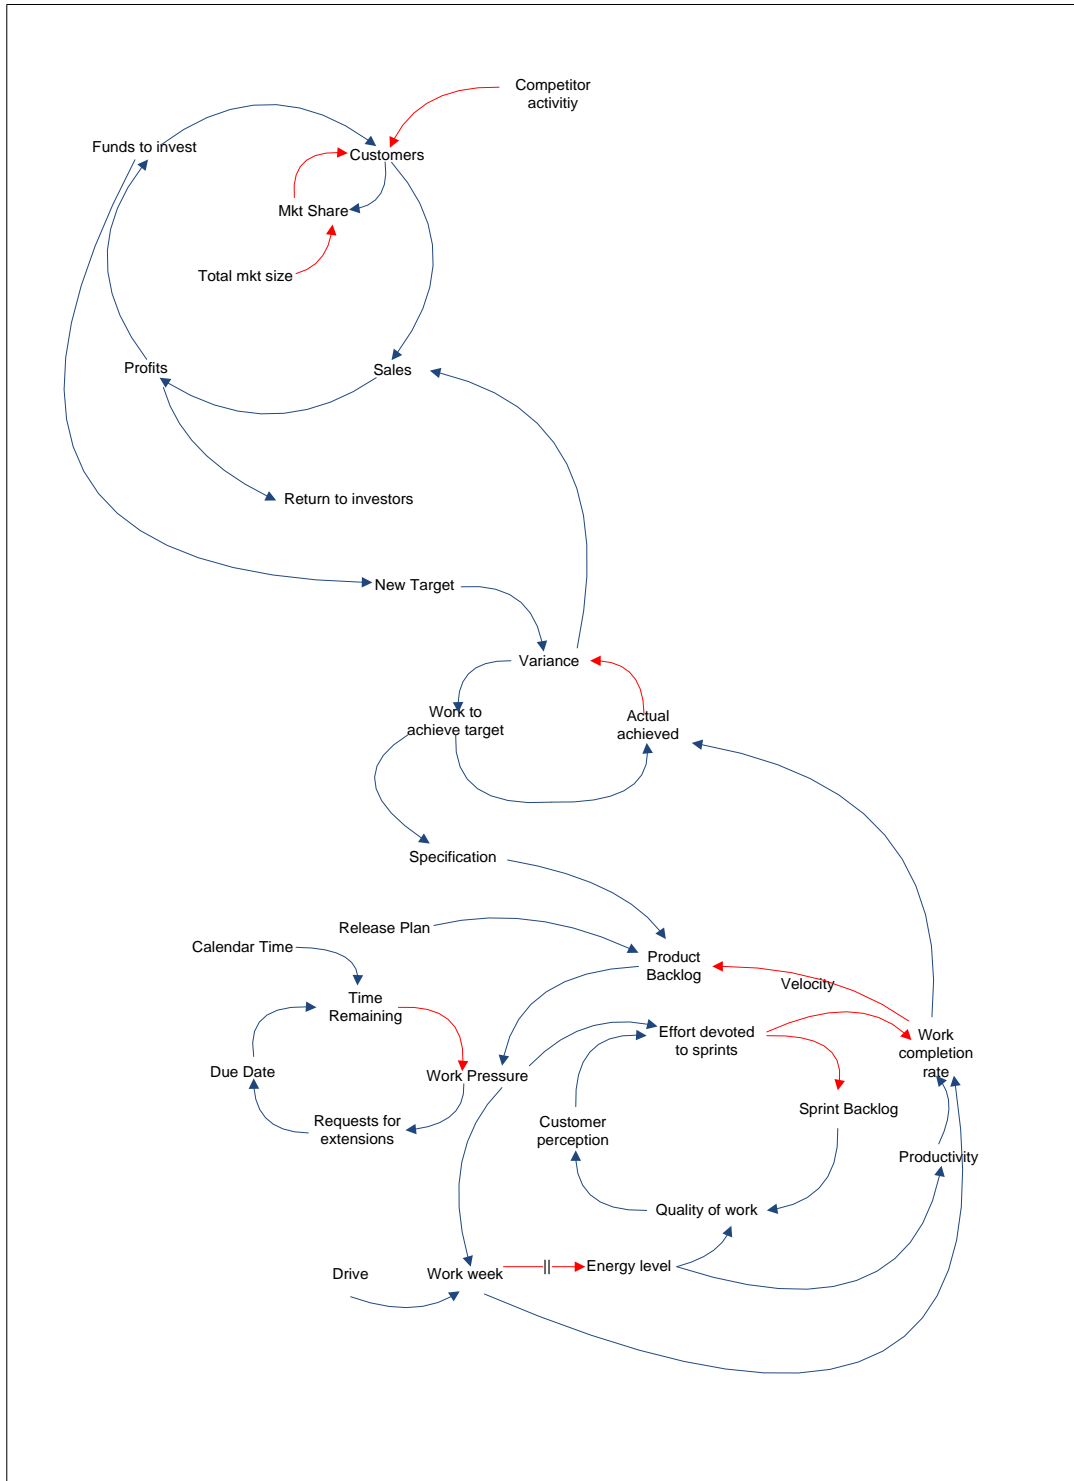 Competitor
activitiy
Funds to invest
Customers
Mkt Share
Total mkt size
Profits
Sales
Return to investors
New Target
Variance
Work to
achieve target
Actual
achieved
Specification
Release Plan
Calendar Time
Product
Backlog
Velocity
Time
Remaining
Effort devoted
to sprints
Work
completion
rate
Due Date
Work Pressure
Sprint Backlog
Requests for
extensions
Customer
perception
Productivity
Quality of work
Drive
Work week
||
Energy level